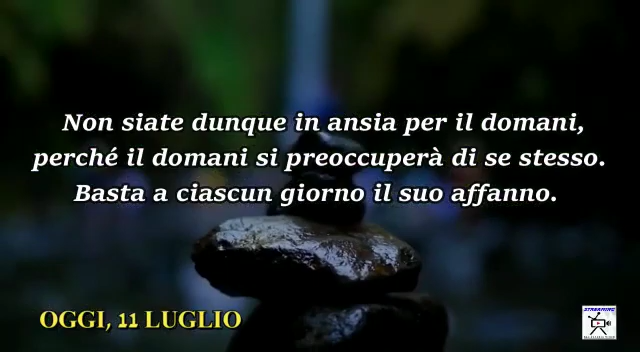 Non siate dunque in ansia per il domani,
perché il domani si preoccuperà di se stesso.
Basta a ciascun giorno il suo affanno.
OGGI, 11 LUGLIO
STREAMING